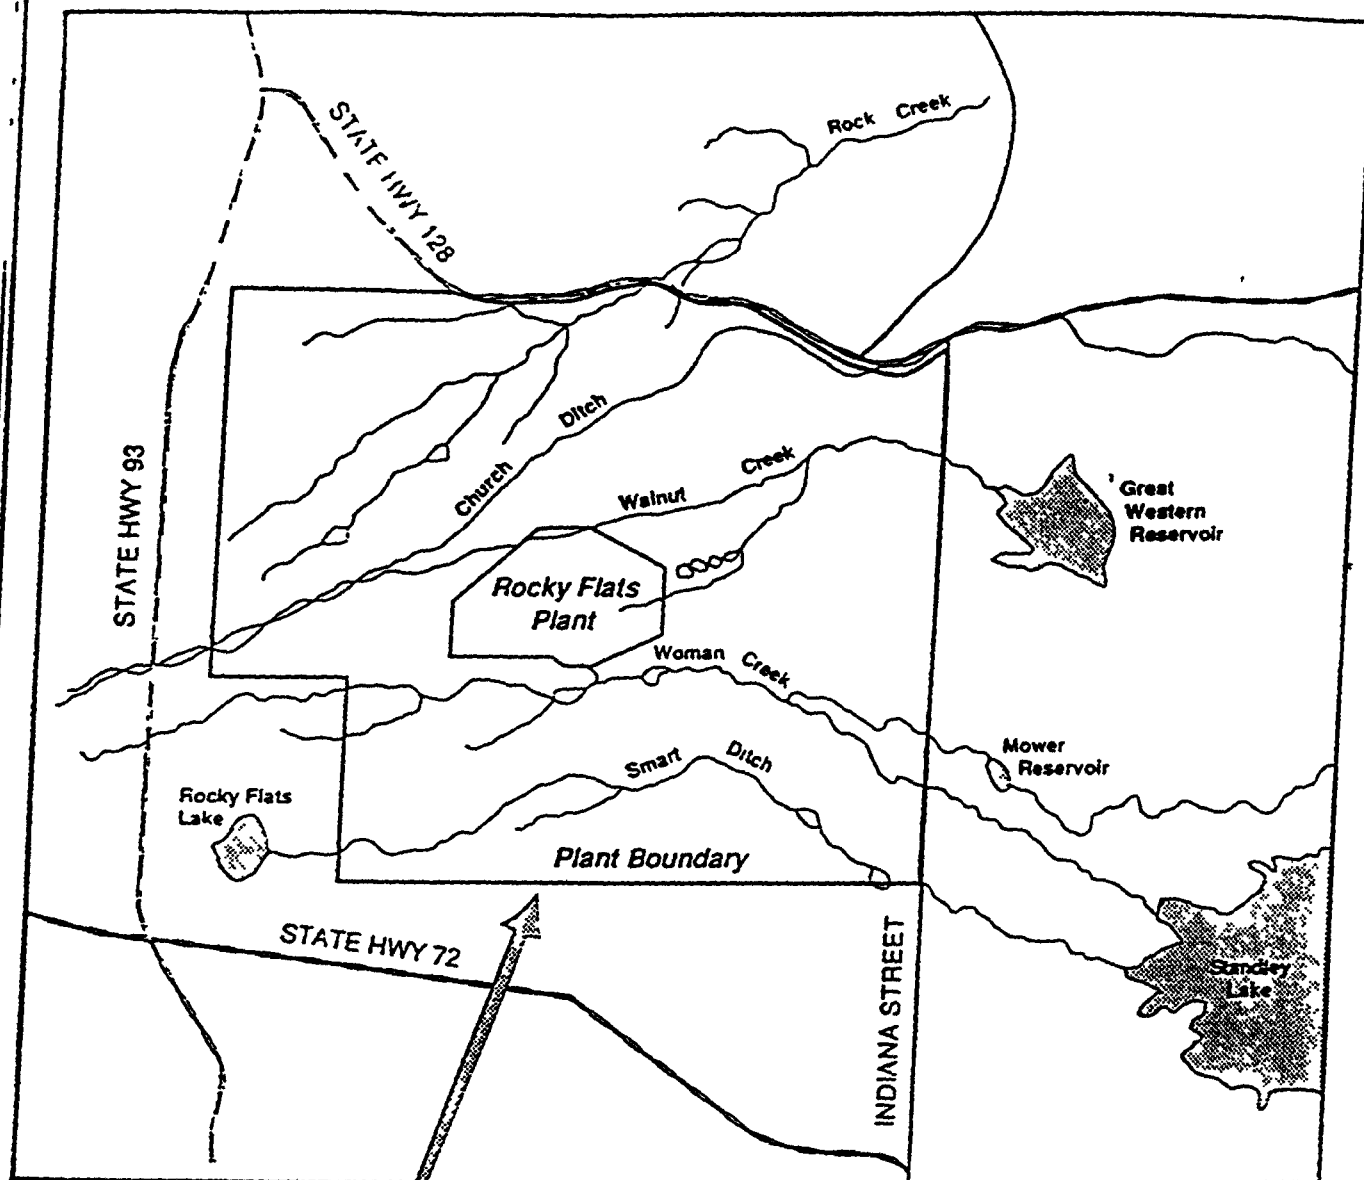 Rock Creek
STATE HWY 128
Church Ditch
STATE HWY 93
Walnut Creek
Great
Western
Reservoir
Rocky Flats
Plant
Woman Creek
Smart Ditch
Mower
Reservoir
Rocky Flats
Lake
Plant Boundary
STATE HWY 72
INDIANA STREET
Standley
Lake